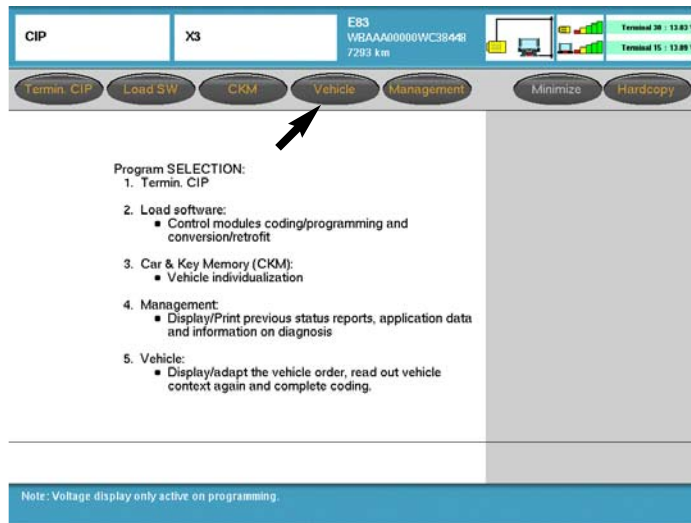 CIP
X3
E83
WBAAA00000WC38448
7293 km
Terminal 30 : 13.03
Terminal 15 : 13.09
Termin. CIP
Load SW
CKM
Vehicle
Management
Minimize
Hardcopy
Program SELECTION:
1. Termin. CIP
2. Load software:
▪ Control modules coding/programming and
conversion/retrofit
3. Car & Key Memory (CKM):
▪ Vehicle individualization
4. Management:
▪ Display/Print previous status reports, application data
and information on diagnosis
5. Vehicle:
▪ Display/adapt the vehicle order, read out vehicle
context again and complete coding.
Note: Voltage display only active on programming.